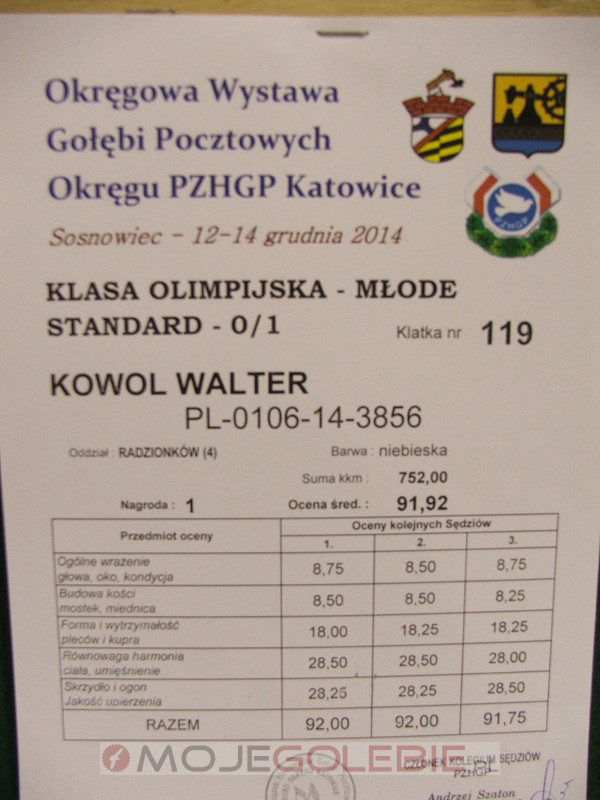 Okręgowa Wystawa
Gołębi Pocztowych
Okręgu PZHGP Katowice
PZHGP
Sosnowiec - 12-14 grudnia 2014
KLASA OLIMPIJSKA - MŁODE
STANDARD - 0/1
Klatka nr 119
KOWOL WALTER
PL-0106-14-3856
Oddział : RADZIONKÓW (4) Barwa : niebieska
Suma kkm : 752,00
Nagroda : 1 Ocena śred. : 91,92
Przedmiot oceny Oceny kolejnych Sędziów
1. 2. 3.
Ogólne wrażenie
głowa, oko, kondycja 8,75 8,50 8,75
Budowa kości
mostek, miednica 8,50 8,50 8,25
Forma i wytrzymałość
pleców i kupra 18,00 18,25 18,25
Równowaga harmonia
ciała, umięśnienie 28,50 28,50 28,00
Skrzydło i ogon
Jakość upierzenia 28,25 28,25 28,50
RAZEM 92,00 92,00 91,75
MOJEGOLEBIE.PL
CZŁONEK KOLEGIUM SĘDZIÓW
PZHGP
Andrzej Szaton